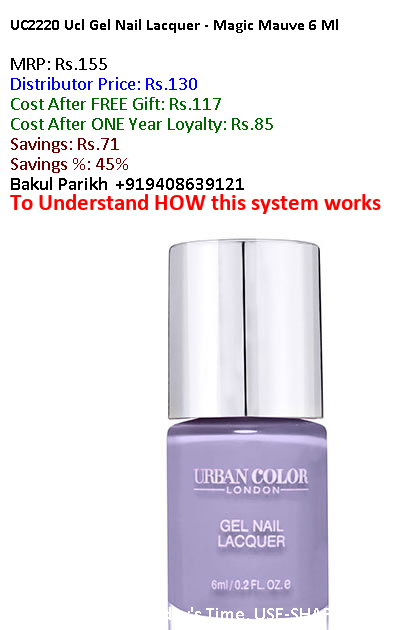 UC2220 Ucl Gel Nail Lacquer - Magic Mauve 6 Ml
MRP: Rs.155
Distributor Price: Rs.130
Cost After FREE Gift: Rs.117
Cost After ONE Year Loyalty: Rs.85
Savings: Rs.71
Savings %: 45%
Bakul Parikh +919408639121
To Understand HOW this system works
URBAN COLOR
LONDON
GEL NAIL
LACQUER
6ml/0.2 FL. OZ. e
Time, USE-